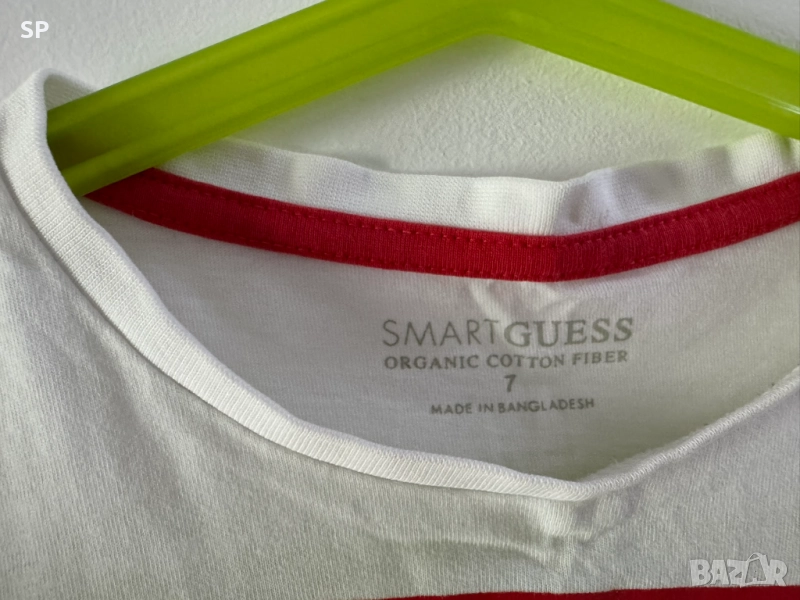 SP
SMARTGUESS
ORGANIC COTTON FIBER
7
MADE IN BANGLADESH
BAZAR